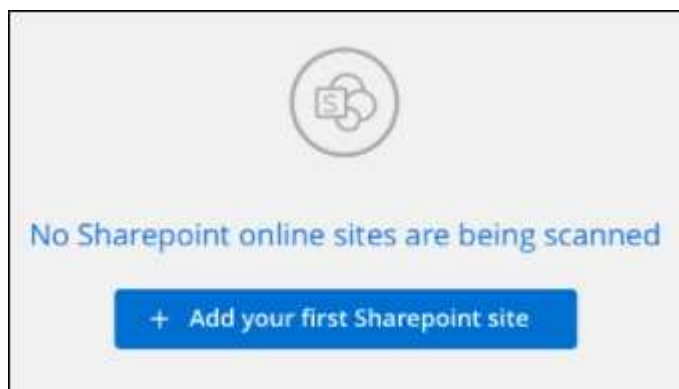 S
No Sharepoint online sites are being scanned
+ Add your first Sharepoint site